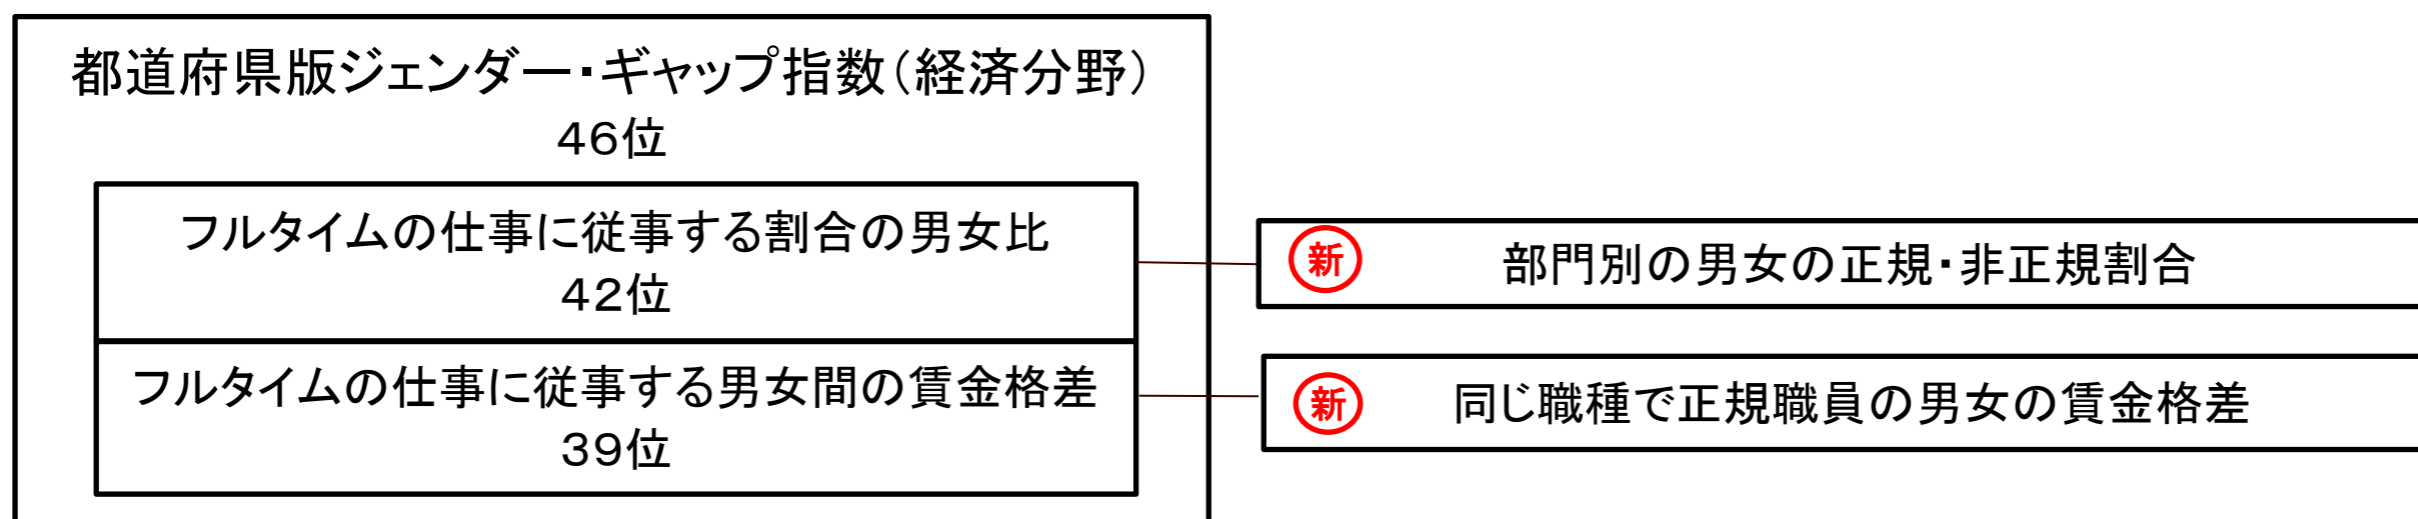 都道府県版ジェンダー・ギャップ指数（経済分野）
４６位
フルタイムの仕事に従事する割合の男女比
４２位
新 部門別の男女の正規・非正規割合
フルタイムの仕事に従事する男女間の賃金格差
３９位
新 同じ職種で正規職員の男女の賃金格差